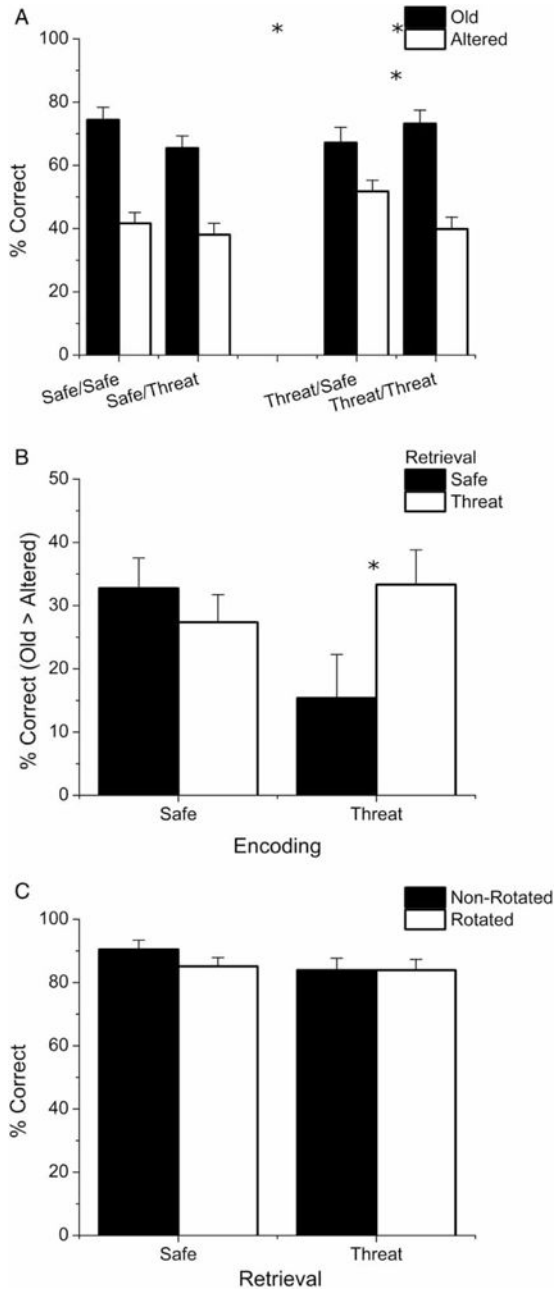 A
* *
Old
Altered
*
% Correct
100
80
60
40
20
0
Safe/Safe
Safe/Threat
Threat/Safe
Threat/Threat
B
Retrieval
Safe
Threat
*
% Correct (Old > Altered)
50
40
30
20
10
0
Safe
Threat
Encoding
C
Non-Rotated
Rotated
% Correct
100
80
60
40
20
0
Safe
Threat
Retrieval